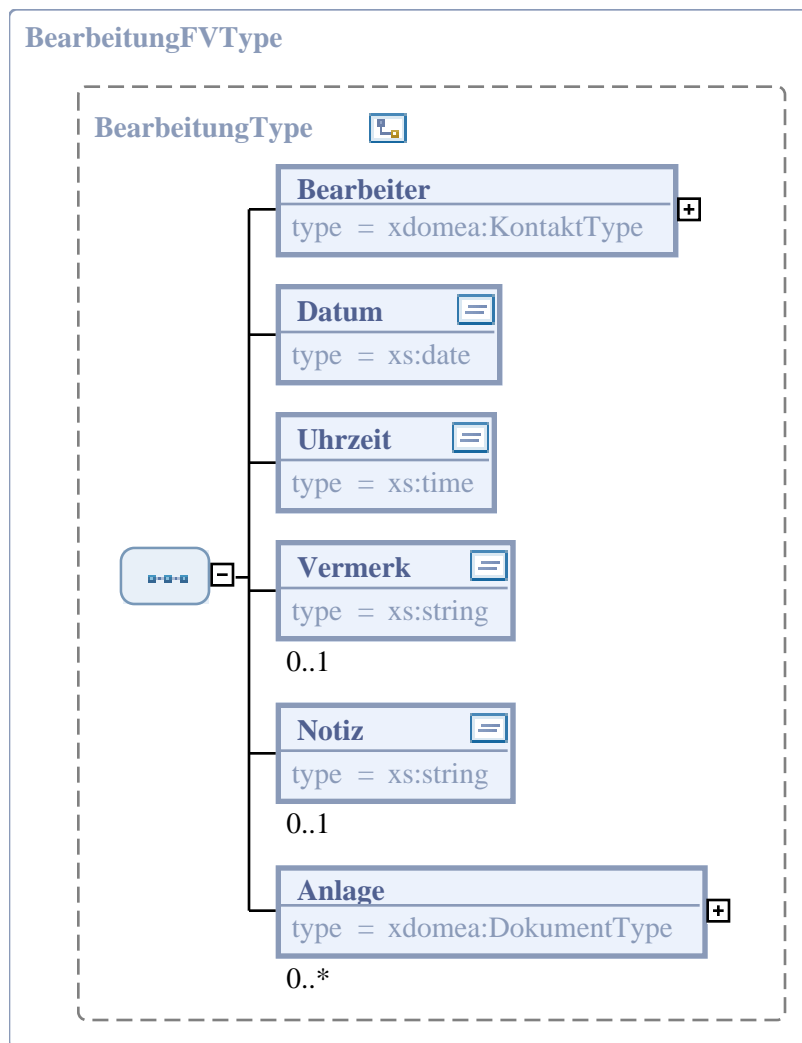 BearbeitungFVType
BearbeitungType
Bearbeiter
type = xdomea:KontaktType
Datum
type = xs:date
Uhrzeit
type = xs:time
Vermerk
type = xs:string
0..1
Notiz
type = xs:string
0..1
Anlage
type = xdomea:DokumentType
0..*